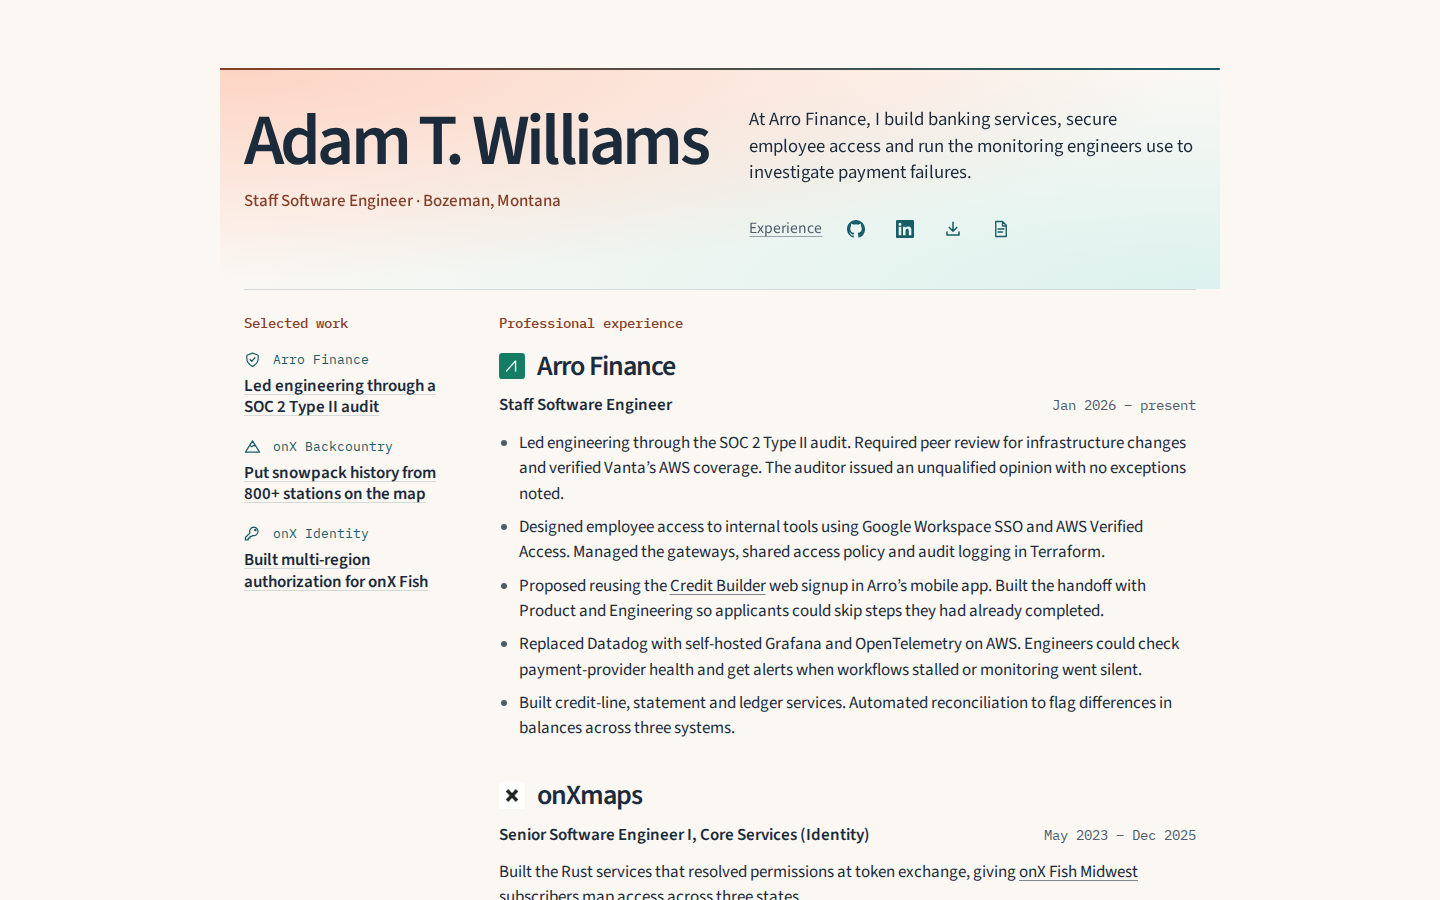 Adam T. Williams
Staff Software Engineer · Bozeman, Montana
At Arro Finance, I build banking services, secure
employee access and run the monitoring engineers use to
investigate payment failures.
Experience
Selected work
Arro Finance
Led engineering through a
SOC 2 Type II audit
onX Backcountry
Put snowpack history from
800+ stations on the map
onX Identity
Built multi-region
authorization for onX Fish
Professional experience
Arro Finance
Staff Software Engineer
Jan 2026 – present
Led engineering through the SOC 2 Type II audit. Required peer review for infrastructure changes
and verified Vanta’s AWS coverage. The auditor issued an unqualified opinion with no exceptions
noted.
Designed employee access to internal tools using Google Workspace SSO and AWS Verified
Access. Managed the gateways, shared access policy and audit logging in Terraform.
Proposed reusing the Credit Builder web signup in Arro’s mobile app. Built the handoff with
Product and Engineering so applicants could skip steps they had already completed.
Replaced Datadog with self-hosted Grafana and OpenTelemetry on AWS. Engineers could check
payment-provider health and get alerts when workflows stalled or monitoring went silent.
Built credit-line, statement and ledger services. Automated reconciliation to flag differences in
balances across three systems.
onXmaps
Senior Software Engineer I, Core Services (Identity)
May 2023 – Dec 2025
Built the Rust services that resolved permissions at token exchange, giving onX Fish Midwest
subscribers map access across three states.